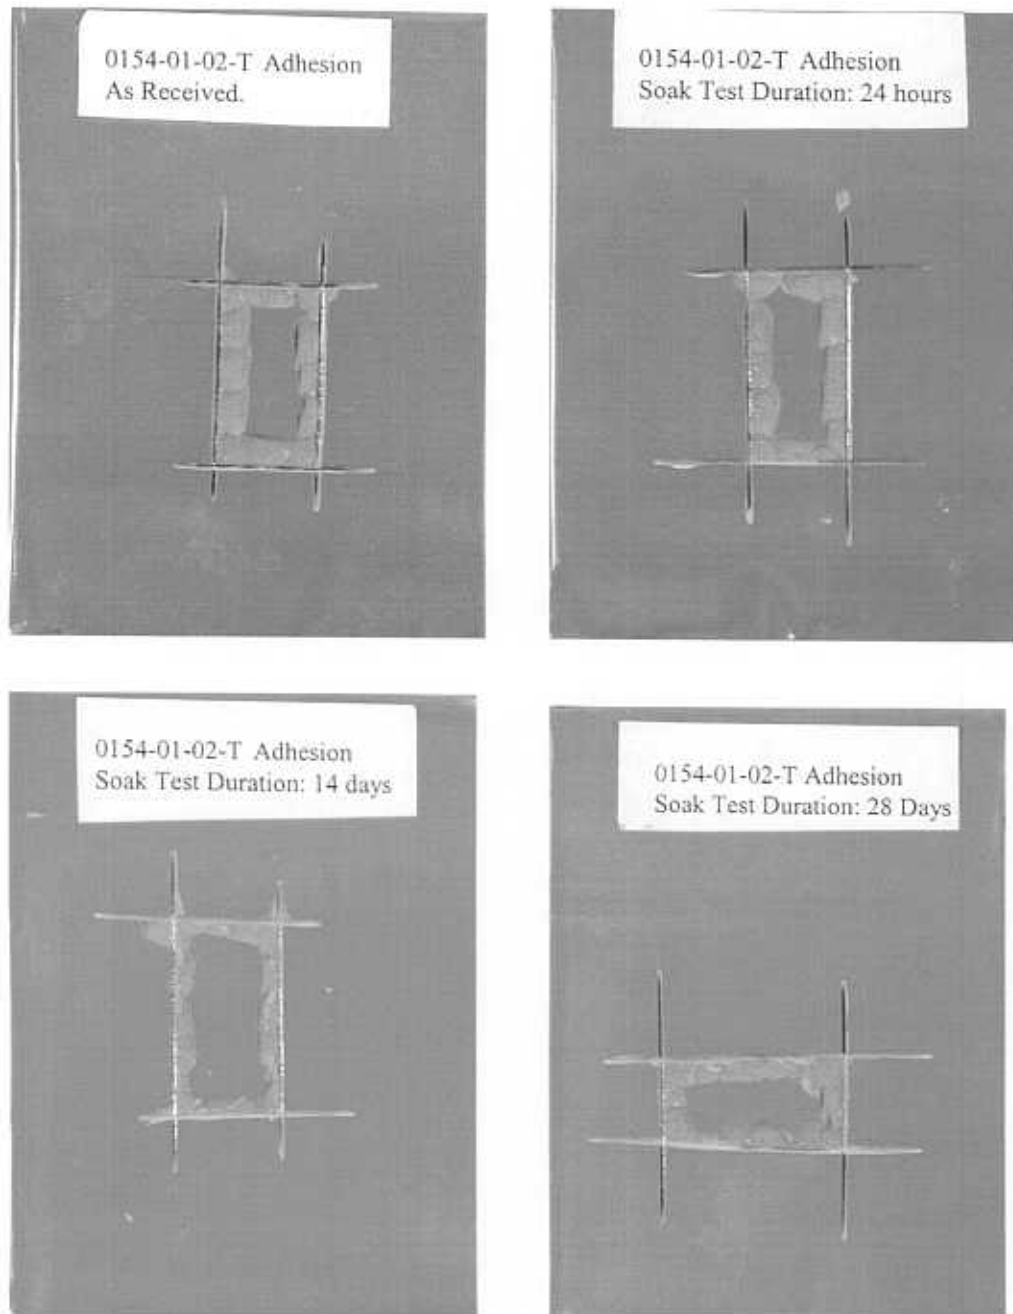 0154-01-02-T Adhesion
As Received.
0154-01-02-T Adhesion
Soak Test Duration: 24 hours
0154-01-02-T Adhesion
Soak Test Duration: 14 days
0154-01-02-T Adhesion
Soak Test Duration: 28 Days